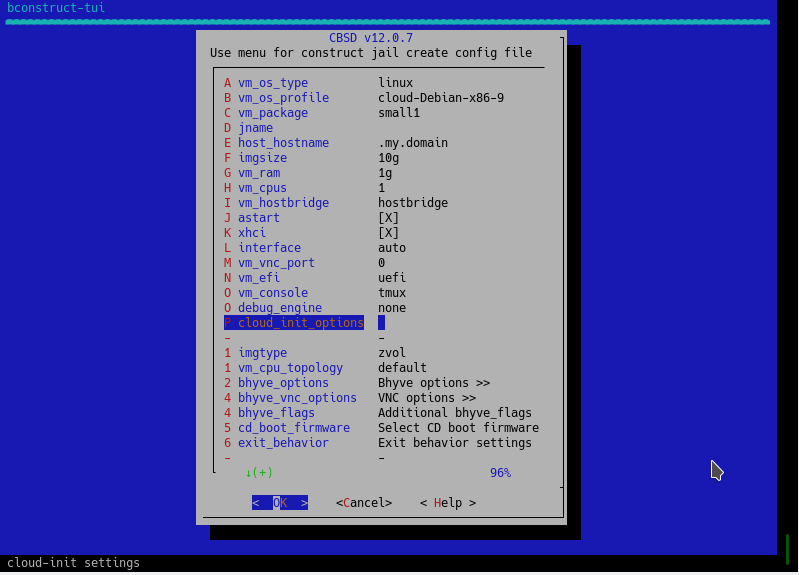 bconstruct-tui
CBSD v12.0.7
Use menu for construct jail create config file
A vm_os_type linux
B vm_os_profile cloud-Debian-x86-9
C vm_package small1
D jname
E host_hostname .my.domain
F imgsize 10g
G vm_ram 1g
H vm_cpus 1
I vm_hostbridge hostbridge
J astart [X]
K xhci [X]
L interface auto
M vm_vnc_port 0
N vm_efi uefi
O vm_console tmux
O debug_engine none
P cloud_init_options
- -
1 imgtype zvol
1 vm_cpu_topology default
2 bhyve_options Bhyve options >>
4 bhyve_vnc_options VNC options >>
4 bhyve_flags Additional bhyve_flags
5 cd_boot_firmware Select CD boot firmware
6 exit_behavior Exit behavior settings
- -
↓(+) 96%
< OK > <Cancel> < Help >
cloud-init settings